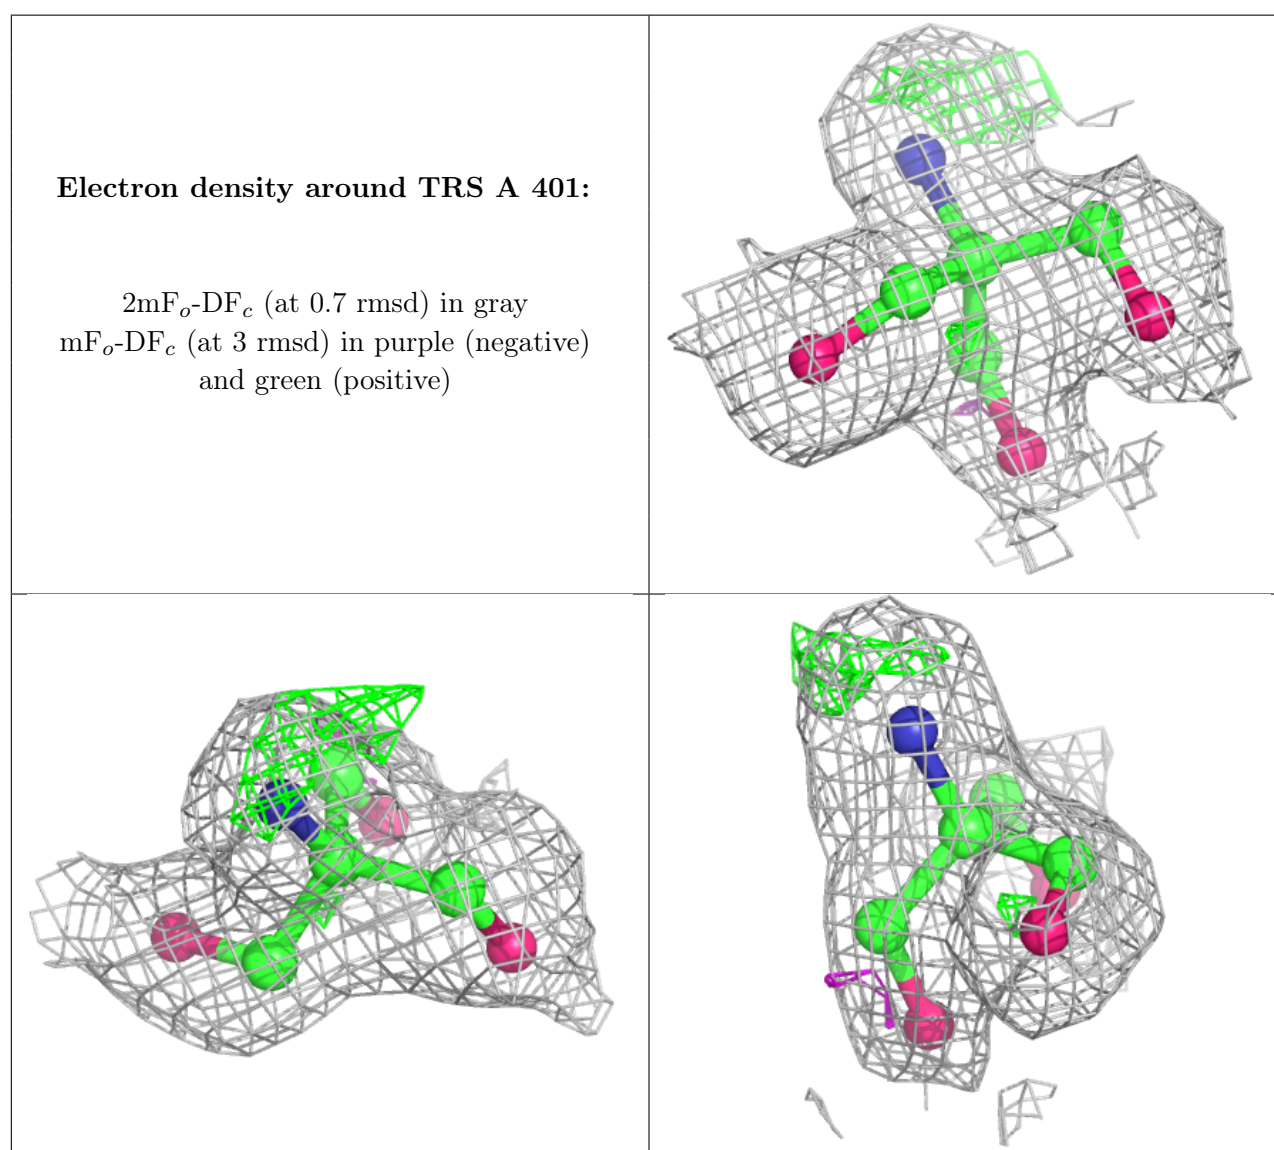 Electron density around TRS A 401:
2mFo-DFc (at 0.7 rmsd) in gray
mFo-DFc (at 3 rmsd) in purple (negative)
and green (positive)